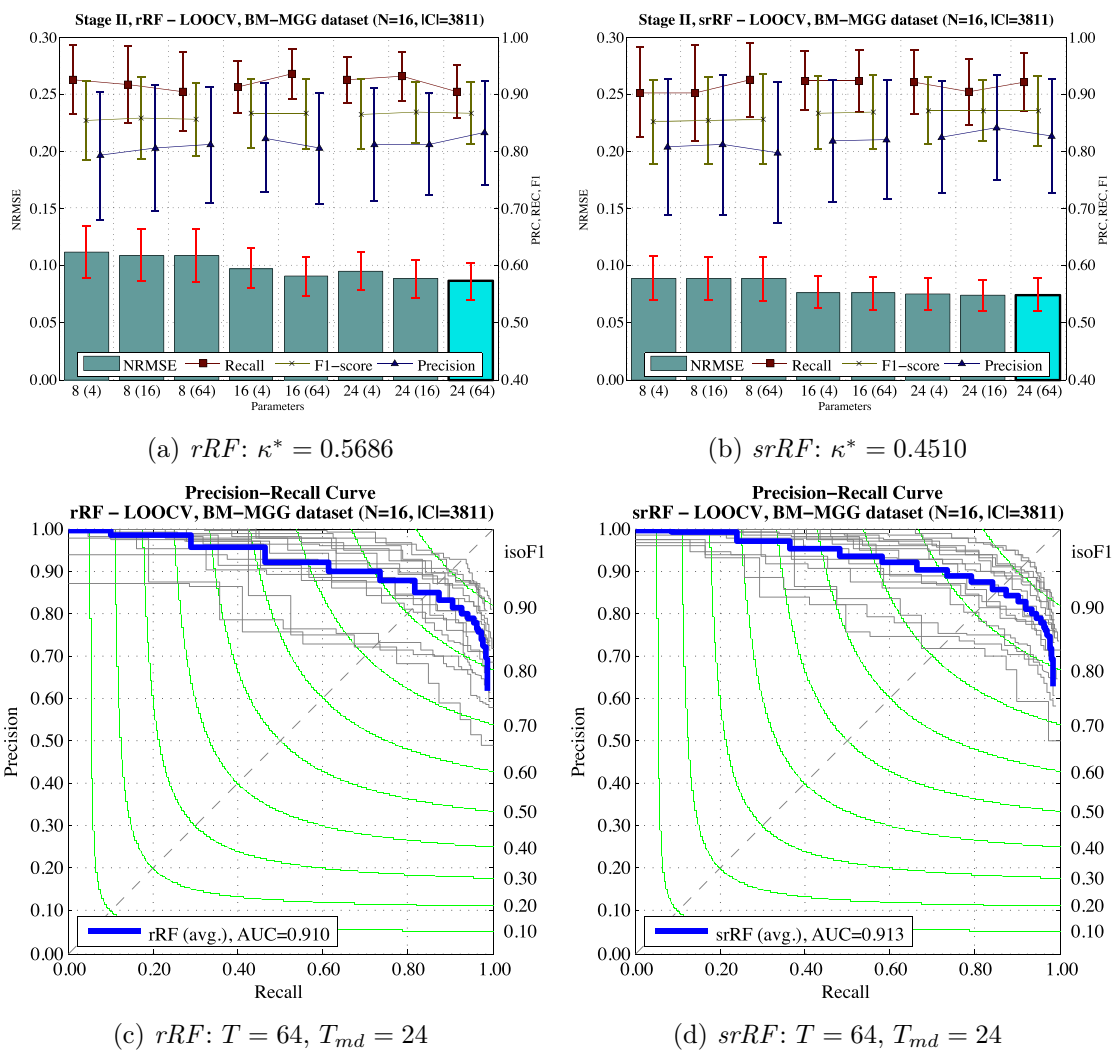 Stage II, rRF − LOOCV, BM−MGG dataset (N=16, |C|=3811)
0.30
0.25
0.20
0.15
0.10
0.05
0.00
NRMSE
1.00
0.90
0.80
0.70
0.60
0.50
0.40
PRC, REC, F1
NRMSE Recall F1−score Precision
8 (4) 8 (16) 8 (64) 16 (4) 16 (64) 24 (4) 24 (16) 24 (64)
Parameters
(a) rRF: κ* = 0.5686
Stage II, srRF − LOOCV, BM−MGG dataset (N=16, |C|=3811)
0.30
0.25
0.20
0.15
0.10
0.05
0.00
NRMSE
1.00
0.90
0.80
0.70
0.60
0.50
0.40
PRC, REC, F1
NRMSE Recall F1−score Precision
8 (4) 8 (16) 8 (64) 16 (4) 16 (64) 24 (4) 24 (16) 24 (64)
Parameters
(b) srRF: κ* = 0.4510
Precision−Recall Curve
rRF − LOOCV, BM−MGG dataset (N=16, |C|=3811)
1.00
0.90
0.80
0.70
0.60
0.50
0.40
0.30
0.20
0.10
0.00
Precision
isoF1
0.90
0.80
0.70
0.60
0.50
0.40
0.30
0.20
0.10
rRF (avg.), AUC=0.910
0.00 0.20 0.40 0.60 0.80 1.00
Recall
(c) rRF: T = 64, Tmd = 24
Precision−Recall Curve
srRF − LOOCV, BM−MGG dataset (N=16, |C|=3811)
1.00
0.90
0.80
0.70
0.60
0.50
0.40
0.30
0.20
0.10
0.00
Precision
isoF1
0.90
0.80
0.70
0.60
0.50
0.40
0.30
0.20
0.10
srRF (avg.), AUC=0.913
0.00 0.20 0.40 0.60 0.80 1.00
Recall
(d) srRF: T = 64, Tmd = 24